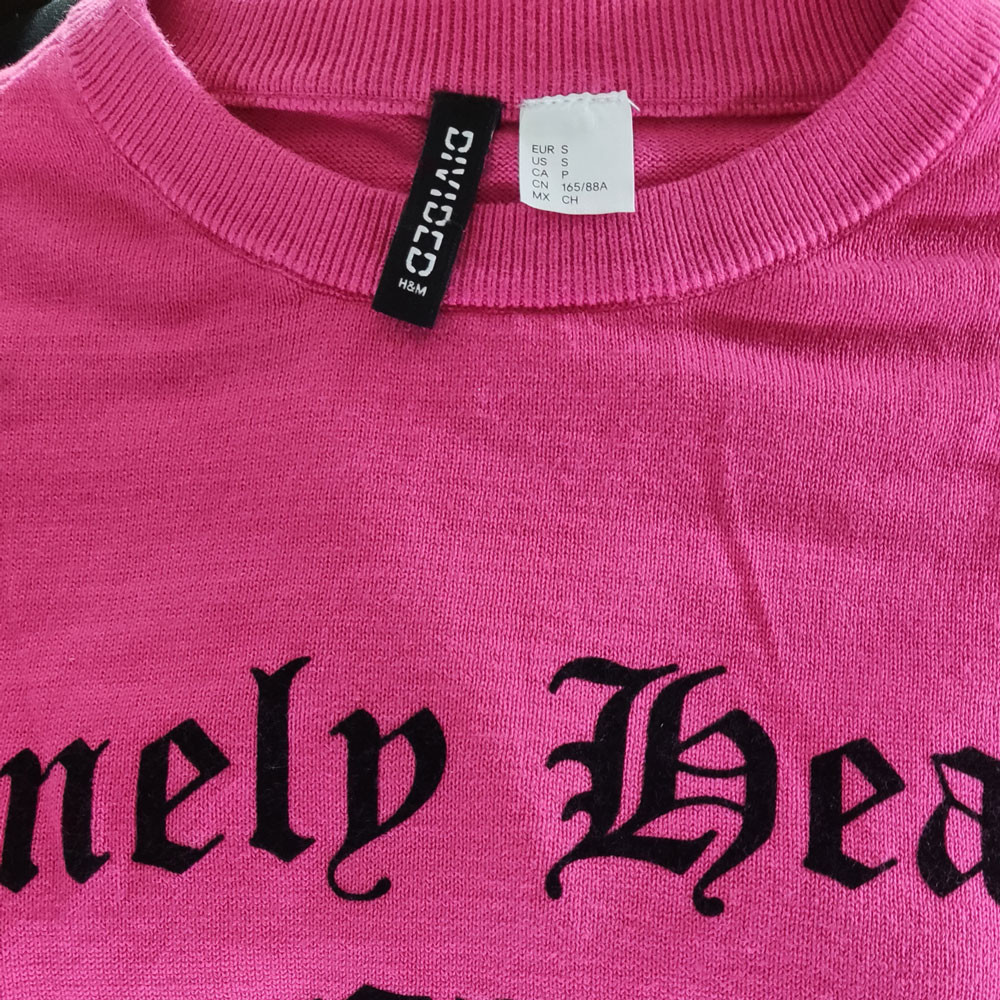 DIVIDED
H&M
EUR S
US S
CA P
CN 165/88A
MX CH
nely Hea